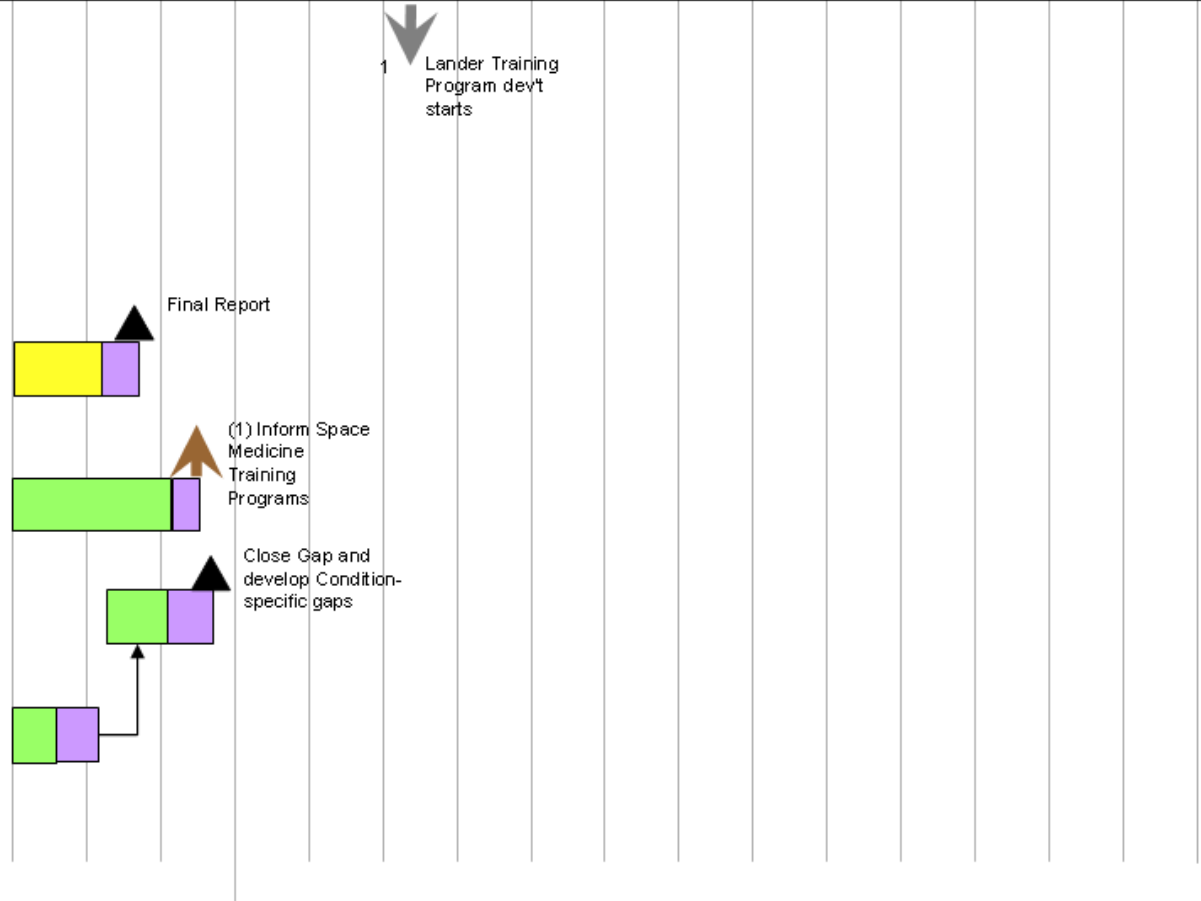 1
Lander Training
Program dev't
starts
Final Report
(1) Inform Space
Medicine
Training
Programs
Close Gap and
develop Condition-
specific gaps